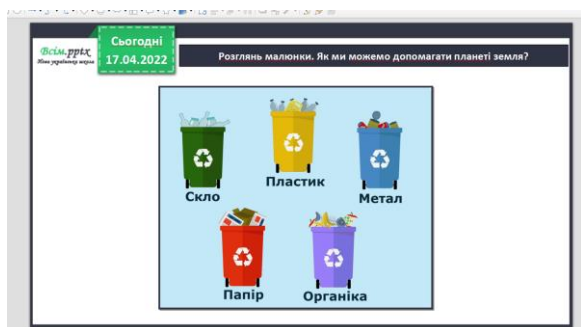 Всім.pptx
Нова українська школа
Сьогодні
17.04.2022
Розглянь малюнки. Як ми можемо допомагати планеті земля?
Скло
Пластик
Метал
Папір
Органіка